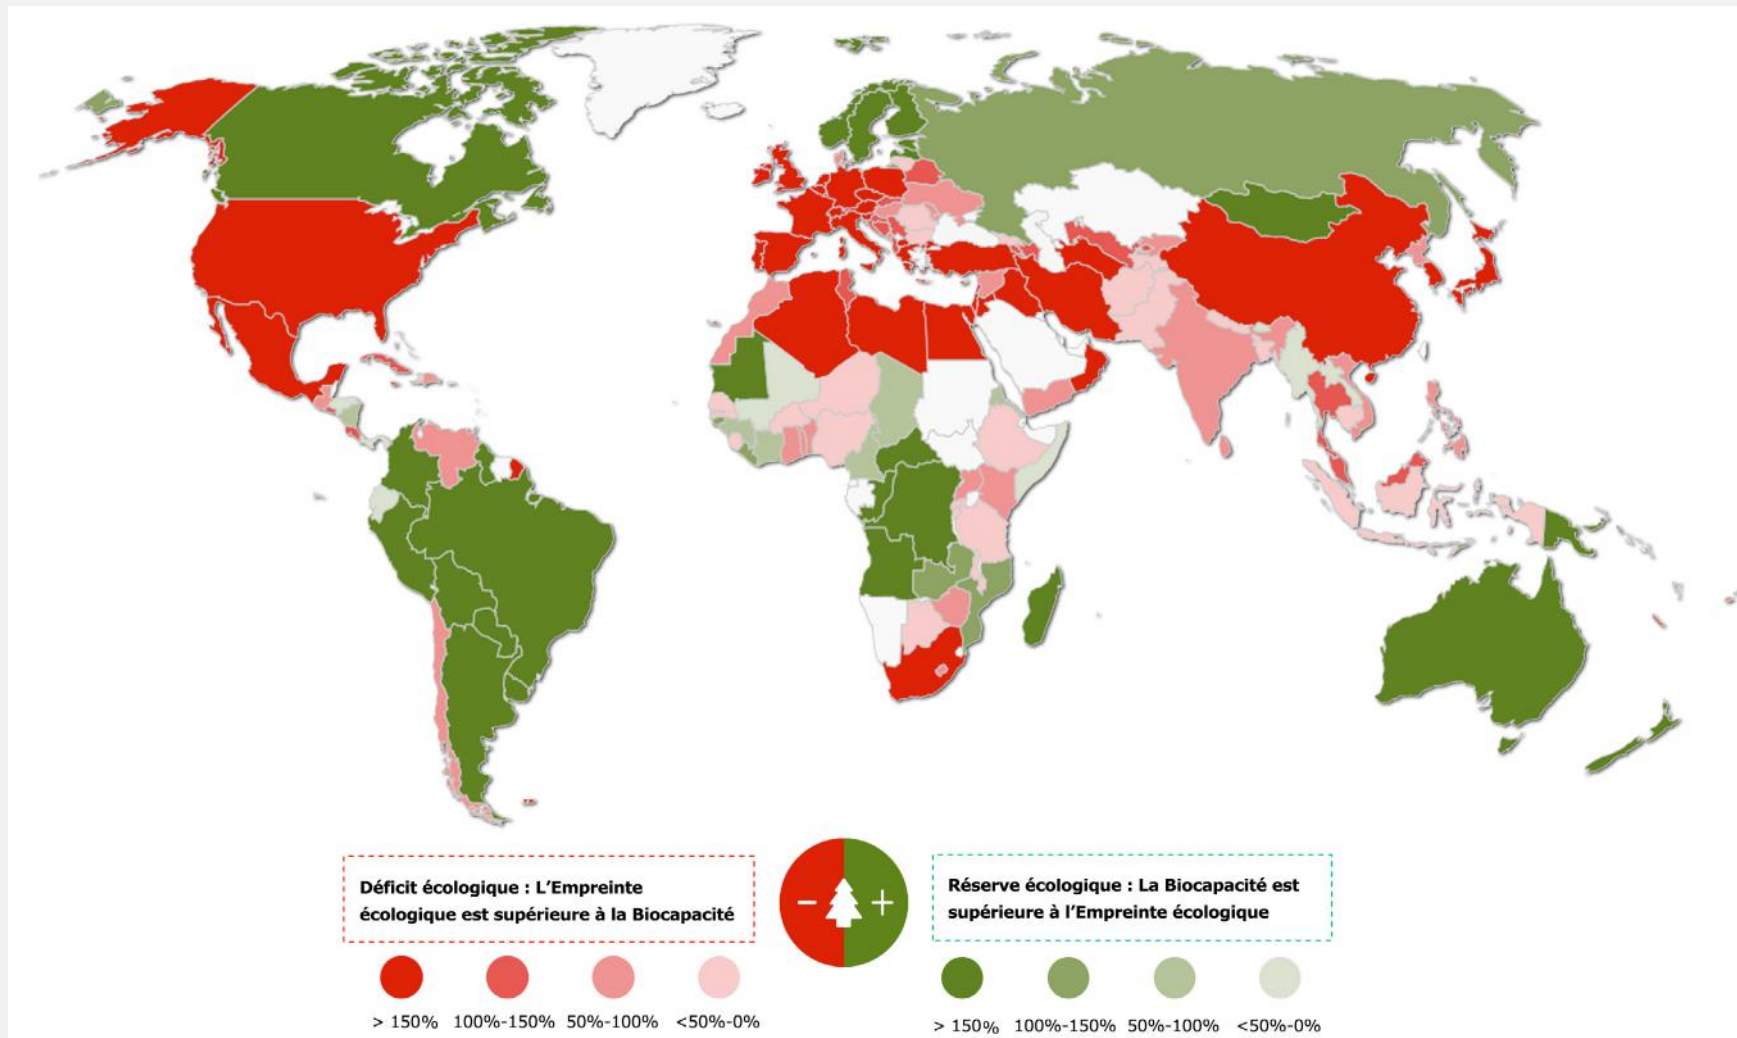 Déficit écologique : L'Empreinte
écologique est supérieure à la Biocapacité
−
+
Réserve écologique : La Biocapacité est
supérieure à l'Empreinte écologique
> 150% 100%-150% 50%-100% <50%-0%
> 150% 100%-150% 50%-100% <50%-0%